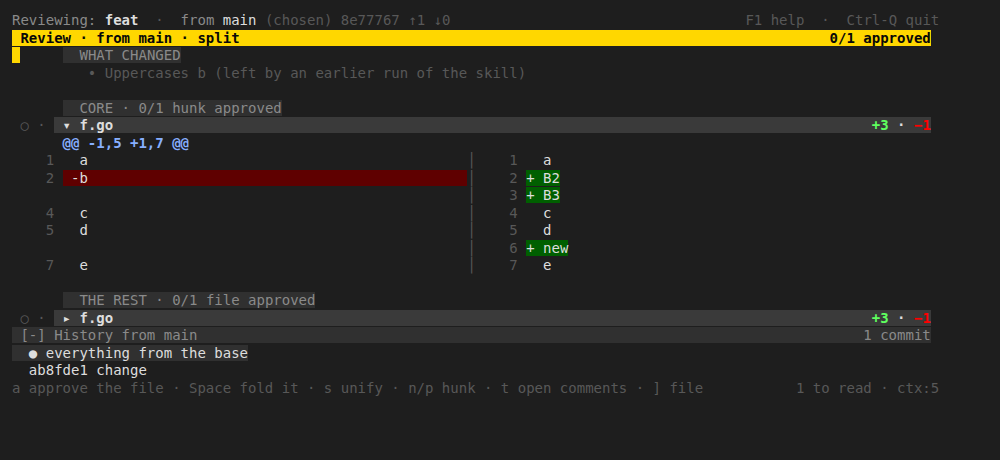 Reviewing: feat · from main (chosen) 8e77767 ↑1 ↓0 F1 help · Ctrl-Q quit
Review · from main · split 0/1 approved
WHAT CHANGED
• Uppercases b (left by an earlier run of the skill)
CORE · 0/1 hunk approved
○ · ▾ f.go +3 · −1
@@ -1,5 +1,7 @@
1 a │ 1 a
2 -b │ 2 + B2
│ 3 + B3
4 c │ 4 c
5 d │ 5 d
│ 6 + new
7 e │ 7 e
THE REST · 0/1 file approved
○ · ▸ f.go +3 · −1
[-] History from main 1 commit
● everything from the base
ab8fde1 change
a approve the file · Space fold it · s unify · n/p hunk · t open comments · ] file 1 to read · ctx:5